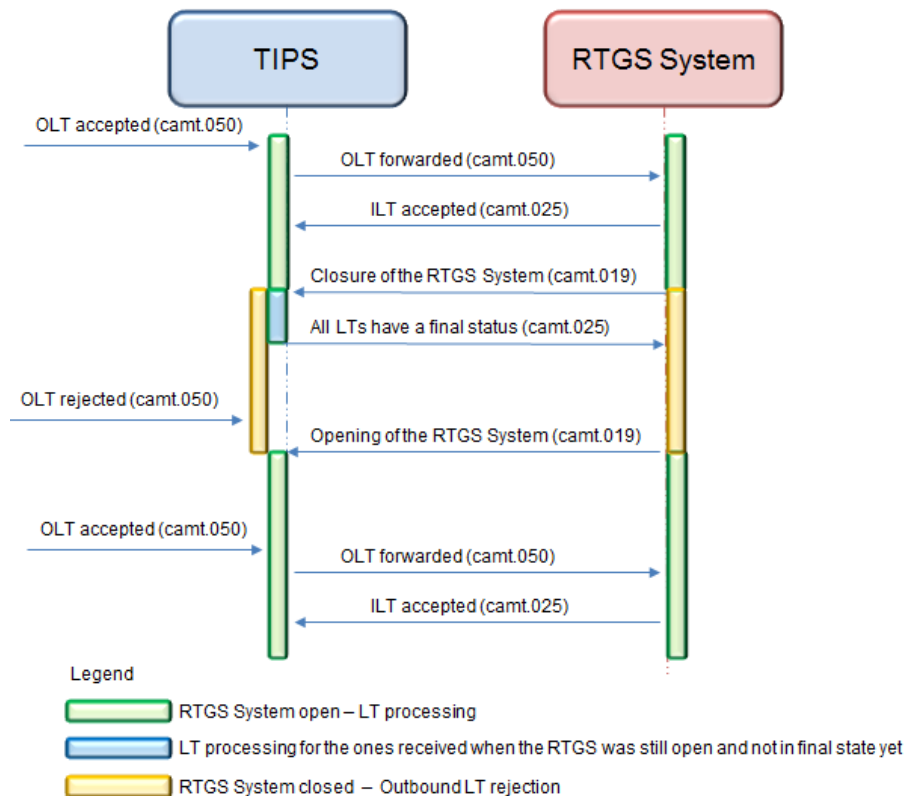 TIPS
RTGS System
OLT accepted (camt.050)
OLT forwarded (camt.050)
ILT accepted (camt.025)
Closure of the RTGS System (camt.019)
All LTs have a final status (camt.025)
OLT rejected (camt.050)
Opening of the RTGS System (camt.019)
OLT accepted (camt.050)
OLT forwarded (camt.050)
ILT accepted (camt.025)
Legend
RTGS System open – LT processing
LT processing for the ones received when the RTGS was still open and not in final state yet
RTGS System closed – Outbound LT rejection